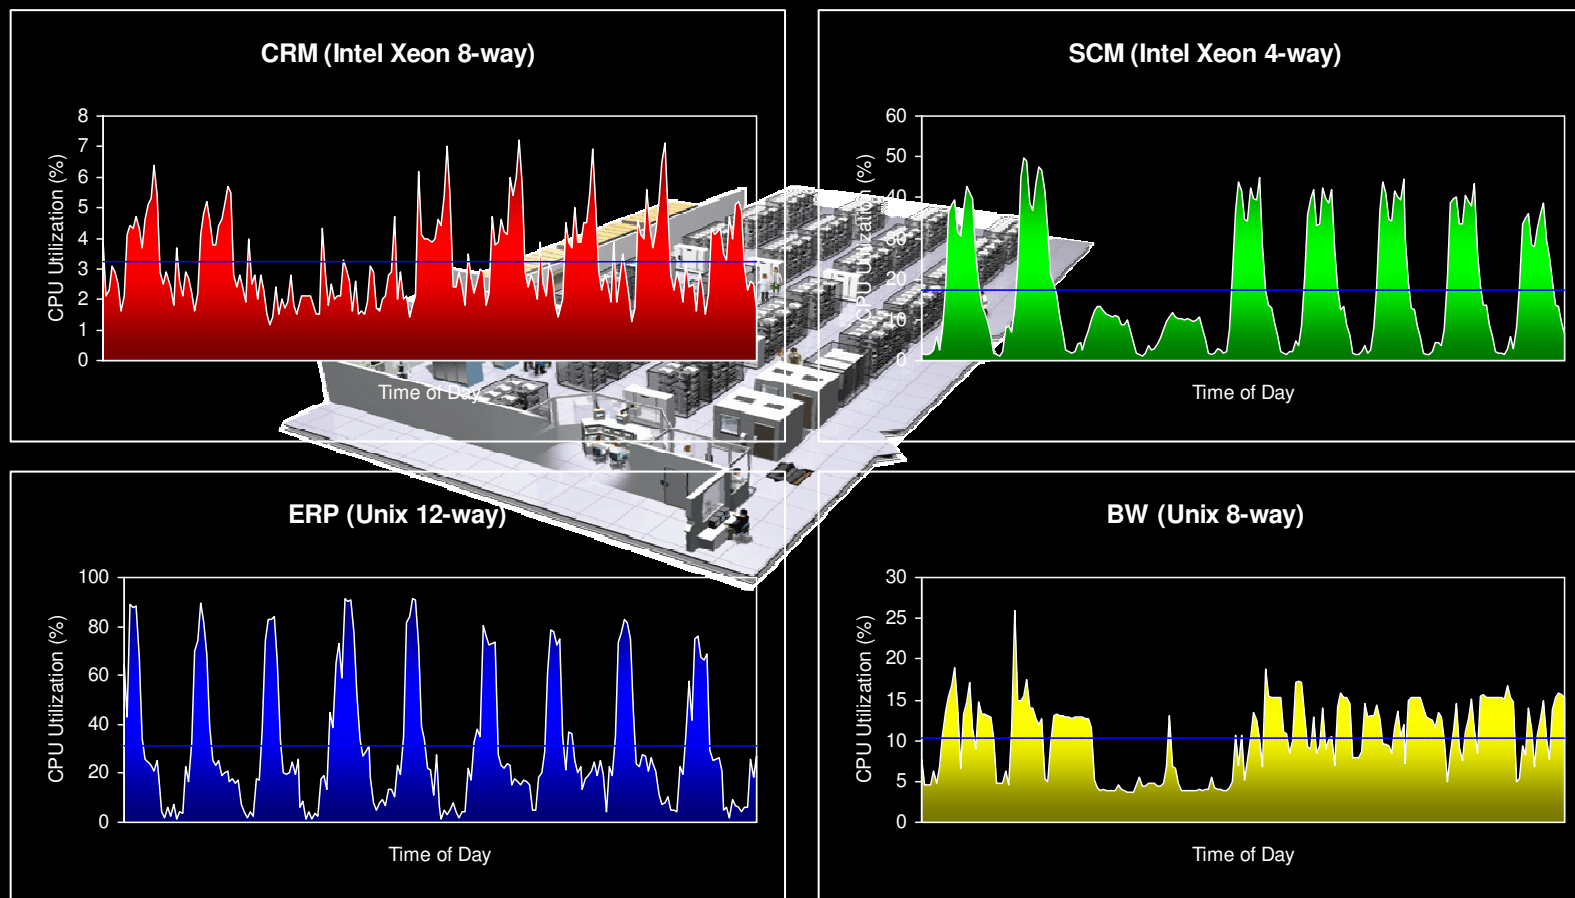 CRM (Intel Xeon 8-way)
8
7
6
5
4
3
2
1
0
CPU Utilization (%)
Time of Day
SCM (Intel Xeon 4-way)
60
50
40
30
20
10
0
CPU Utilization (%)
Time of Day
ERP (Unix 12-way)
100
80
60
40
20
0
CPU Utilization (%)
Time of Day
BW (Unix 8-way)
30
25
20
15
10
5
0
CPU Utilization (%)
Time of Day